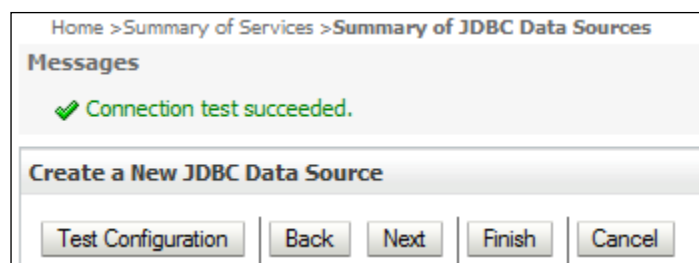 Home >Summary of Services >Summary of JDBC Data Sources
Messages
Connection test succeeded.
Create a New JDBC Data Source
Test Configuration Back Next Finish Cancel